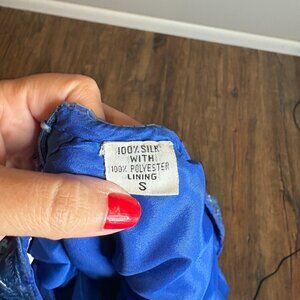 100% SILK
WITH
100% POLYESTER
LINING
S